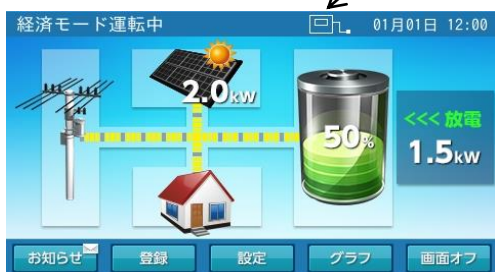 経済モード運転中 01月01日 12:00
2.0kw
50%
<<< 放電
1.5kw
お知らせ 登録 設定 グラフ 画面オフ